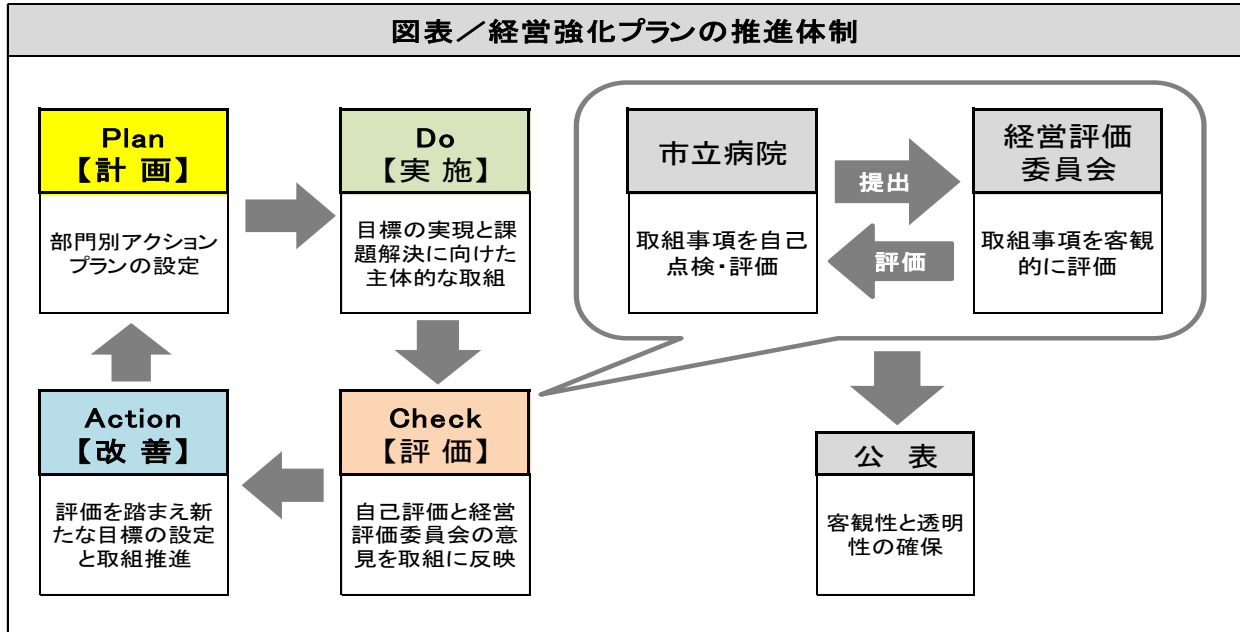 図表／経営強化プランの推進体制
Plan
【計 画】
部門別アクション
プランの設定
Do
【実 施】
目標の実現と課
題解決に向けた
主体的な取組
市立病院
取組事項を自己
点検・評価
提出
評価
経営評価
委員会
取組事項を客観
的に評価
Action
【改 善】
評価を踏まえ新
たな目標の設定
と取組推進
Check
【評 価】
自己評価と経営
評価委員会の意
見を取組に反映
公 表
客観性と透明
性の確保